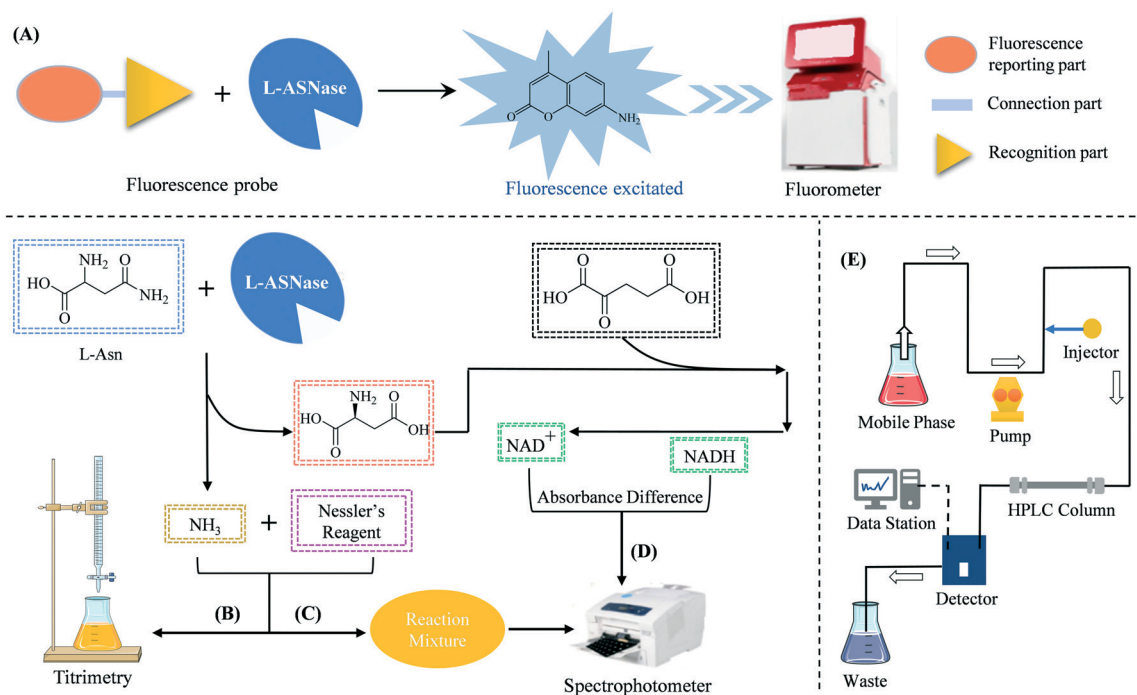 (A)
L-ASNase
O
O
NH₂
Fluorescence probe
Fluorescence excitated
Fluorometer
Fluorescence
reporting part
Connection part
Recognition part
NH₂
O
HO
NH₂
O
L-Asn
L-ASNase
O
O
HO
OH
O
NH₂
O
HO
OH
O
NAD⁺
NADH
Absorbance Difference
NH₃
Nessler's
Reagent
(D)
(B)
(C)
Reaction
Mixture
Titrimetry
Spectrophotometer
(E)
Injector
Mobile Phase
Pump
HPLC Column
Data Station
Detector
Waste